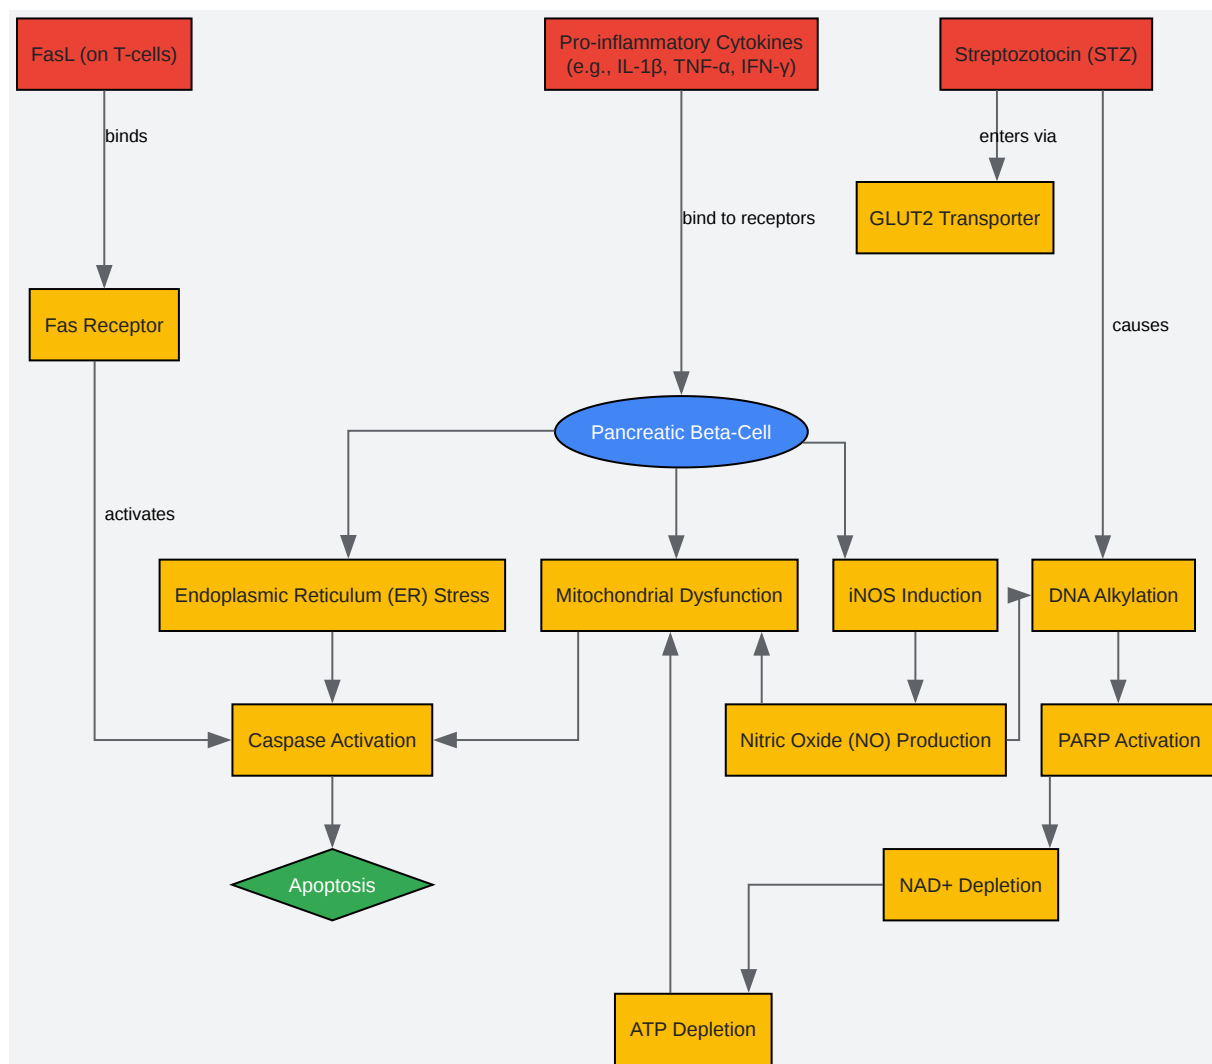 FasL (on T-cells)
Pro-inflammatory Cytokines
(e.g., IL-1β, TNF-α, IFN-γ)
Streptozotocin (STZ)
binds
enters via
bind to receptors
GLUT2 Transporter
Fas Receptor
causes
Pancreatic Beta-Cell
activates
Endoplasmic Reticulum (ER) Stress
Mitochondrial Dysfunction
iNOS Induction
DNA Alkylation
Caspase Activation
Nitric Oxide (NO) Production
PARP Activation
Apoptosis
NAD+ Depletion
ATP Depletion